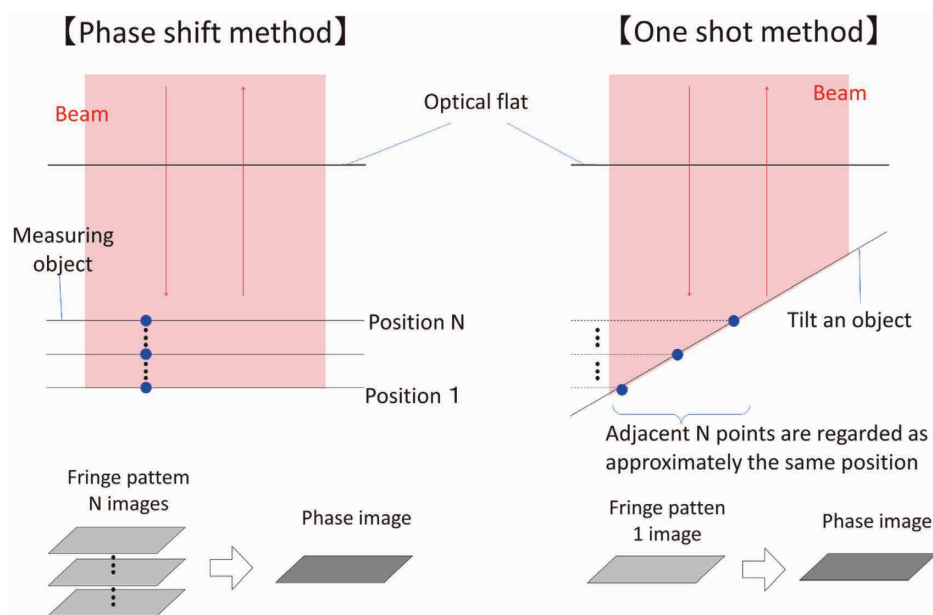 【Phase shift method】
Beam
Measuring
object
Position N
Position 1
Fringe pattem
N images
Phase image
Optical flat
【One shot method】
Beam
Tilt an object
Adjacent N points are regarded as
approximately the same position
Fringe patten
1 image
Phase image